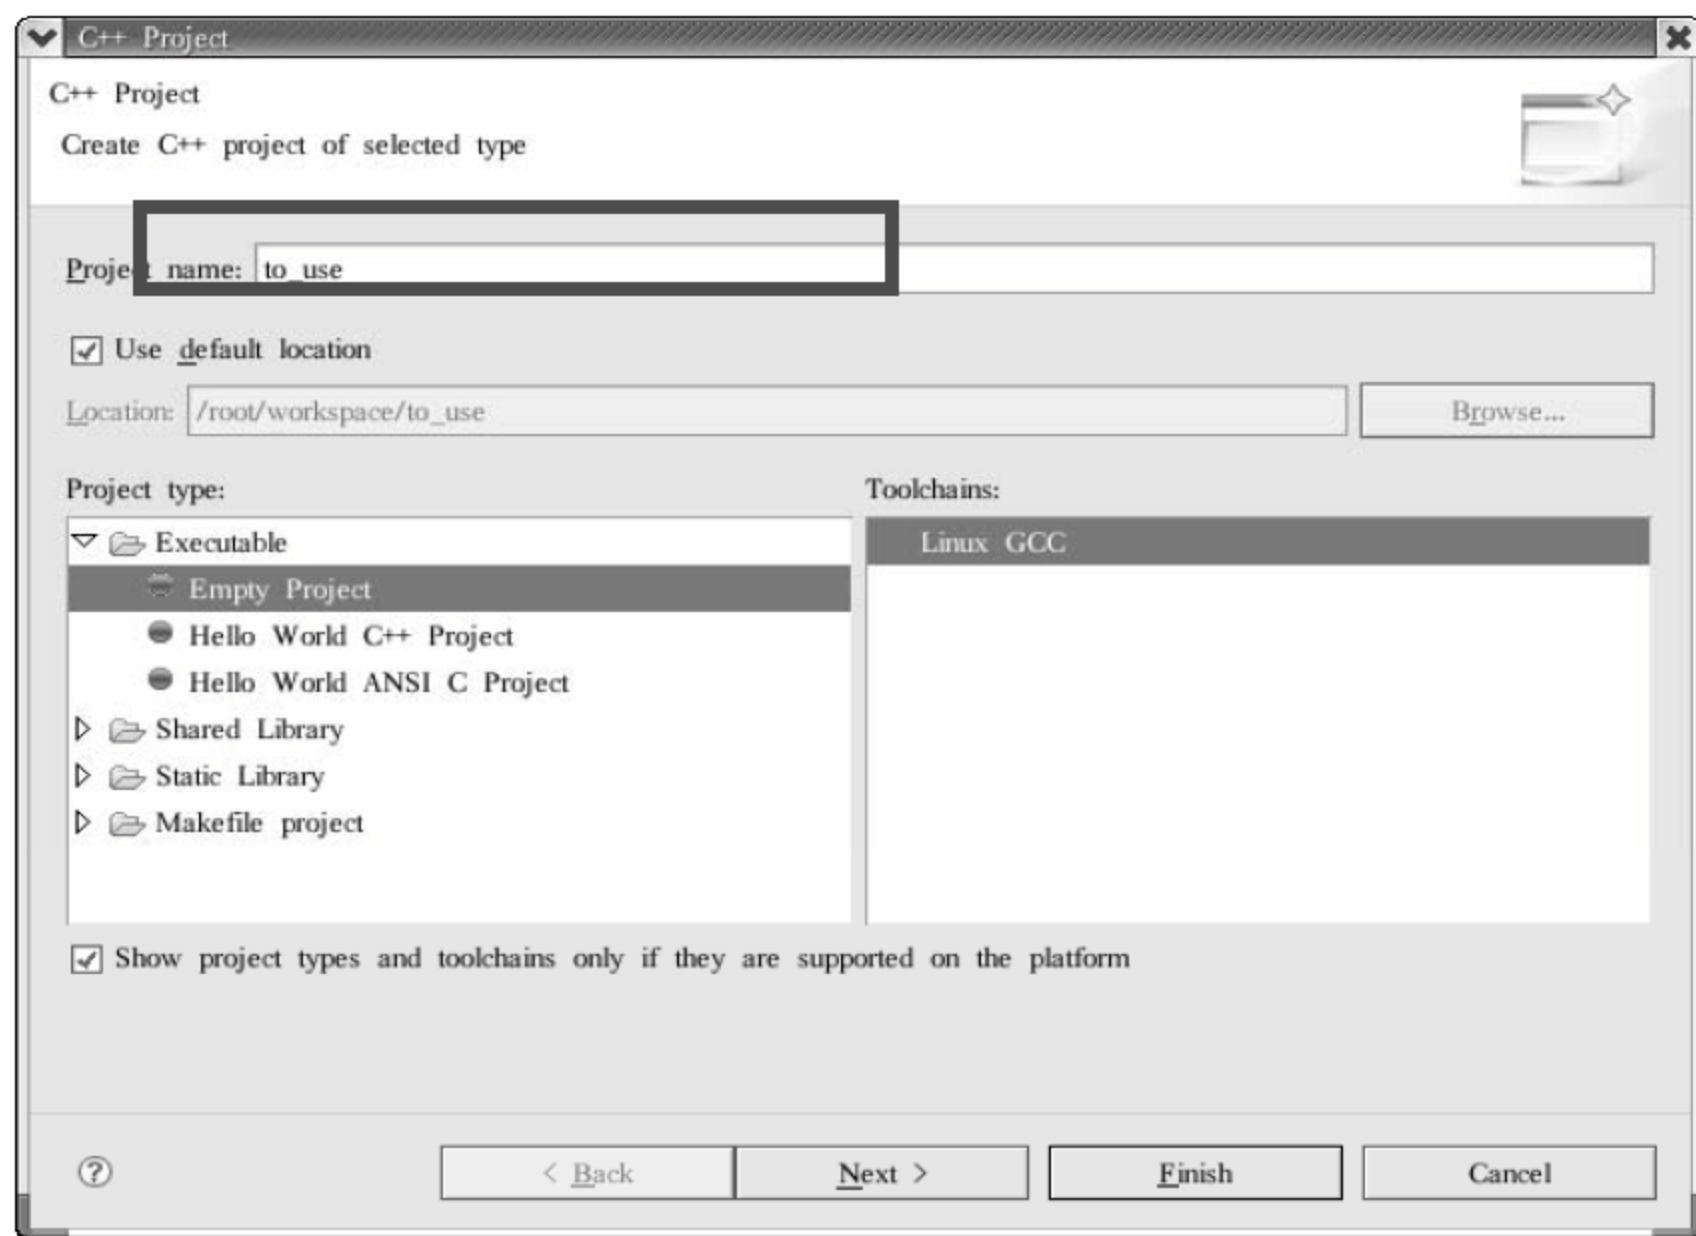 C++ Project
C++ Project
Create C++ project of selected type
Project name: to_use
Use default location
Location: /root/workspace/to_use Browse...
Project type: Toolchains:
Executable Linux GCC
Empty Project
Hello World C++ Project
Hello World ANSI C Project
Shared Library
Static Library
Makefile project
Show project types and toolchains only if they are supported on the platform
? < Back Next > Finish Cancel